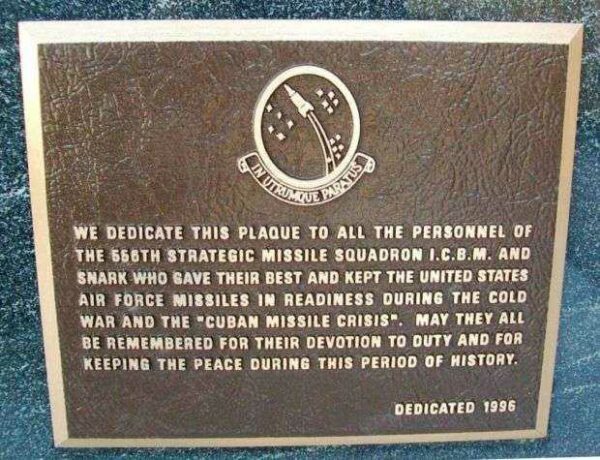 IN UTRUMQUE PARATUS
WE DEDICATE THIS PLAQUE TO ALL THE PERSONNEL OF
THE 556TH STRATEGIC MISSILE SQUADRON I.C.B.M. AND
SNARK WHO GAVE THEIR BEST AND KEPT THE UNITED STATES
AIR FORCE MISSILES IN READINESS DURING THE COLD
WAR AND THE "CUBAN MISSILE CRISIS". MAY THEY ALL
BE REMEMBERED FOR THEIR DEVOTION TO DUTY AND FOR
KEEPING THE PEACE DURING THIS PERIOD OF HISTORY.
DEDICATED 1996